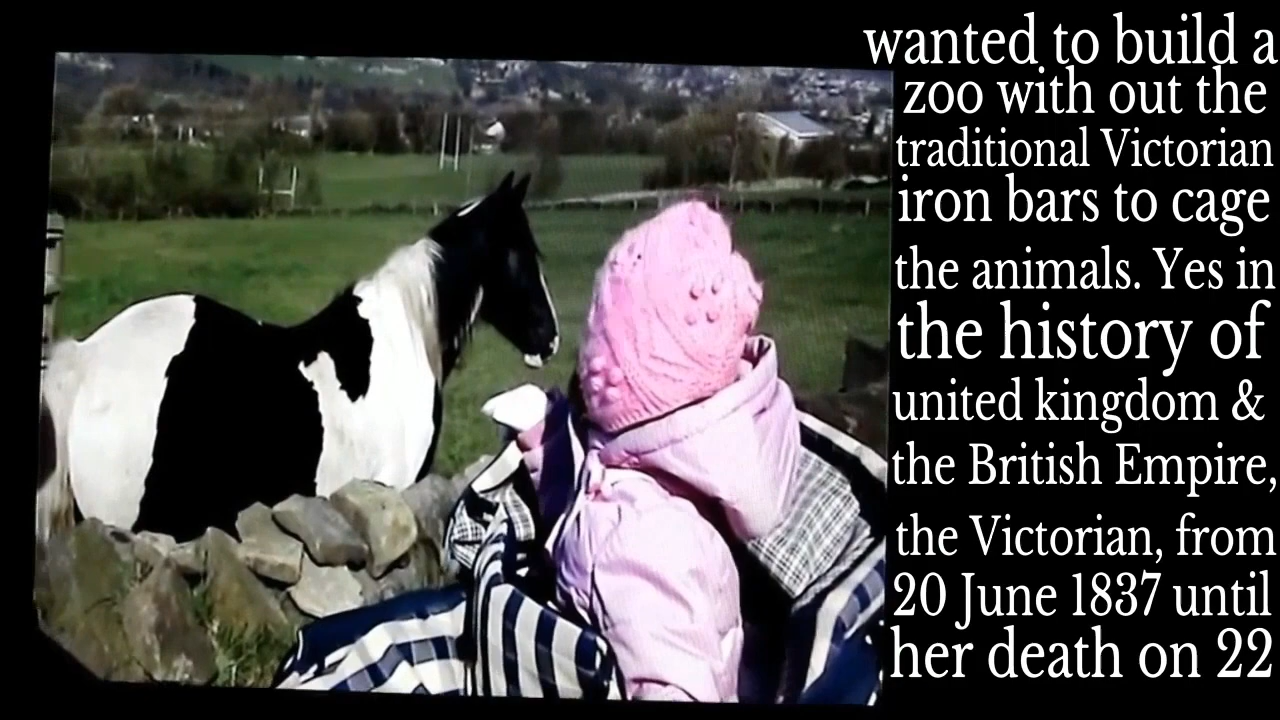 wanted to build a
zoo with out the
traditional Victorian
iron bars to cage
the animals. Yes in
the history of
united kingdom &
the British Empire,
the Victorian, from
20 June 1837 until
her death on 22